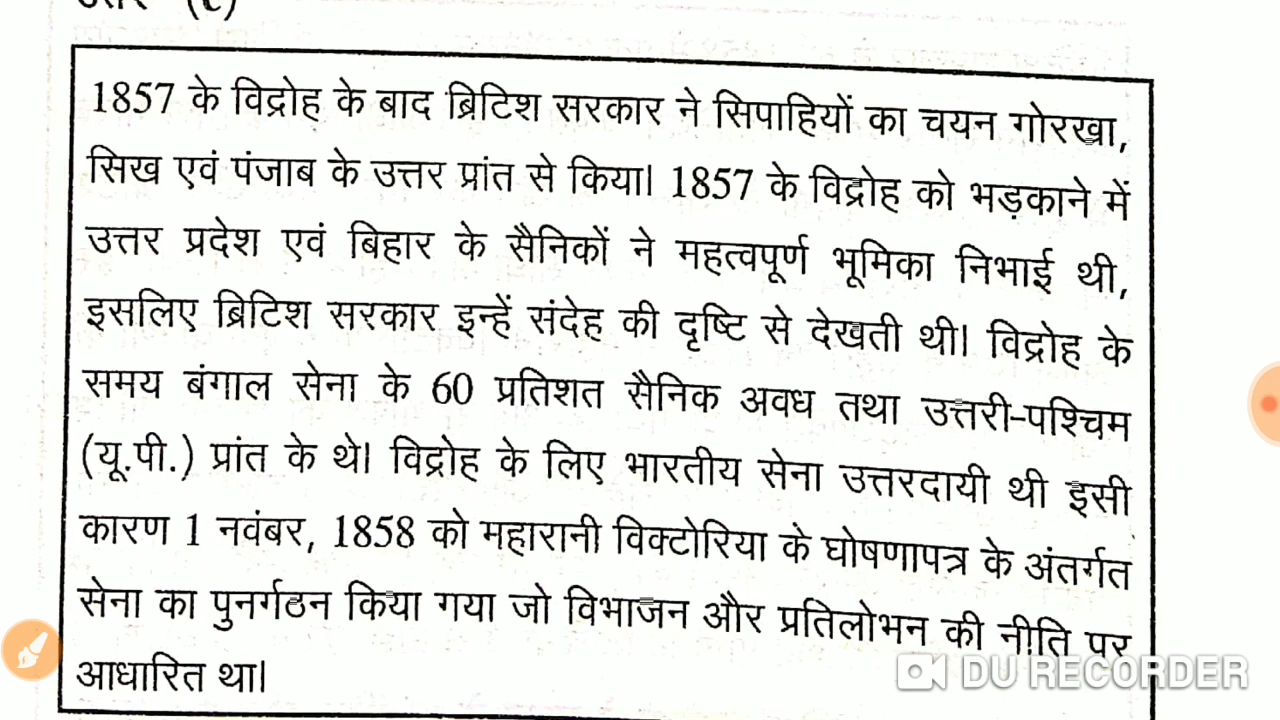 उत्तर (c)
1857 के विद्रोह के बाद ब्रिटिश सरकार ने सिपाहियों का चयन गोरखा,
सिख एवं पंजाब के उत्तर प्रांत से किया। 1857 के विद्रोह को भड़काने में
उत्तर प्रदेश एवं बिहार के सैनिकों ने महत्वपूर्ण भूमिका निभाई थी,
इसलिए ब्रिटिश सरकार इन्हें संदेह की दृष्टि से देखती थी। विद्रोह के
समय बंगाल सेना के 60 प्रतिशत सैनिक अवध तथा उत्तरी-पश्चिम
(यू.पी.) प्रांत के थे। विद्रोह के लिए भारतीय सेना उत्तरदायी थी इसी
कारण 1 नवंबर, 1858 को महारानी विक्टोरिया के घोषणापत्र के अंतर्गत
सेना का पुनर्गठन किया गया जो विभाजन और प्रतिलोभन की नीति पर
आधारित था।
DU RECORDER